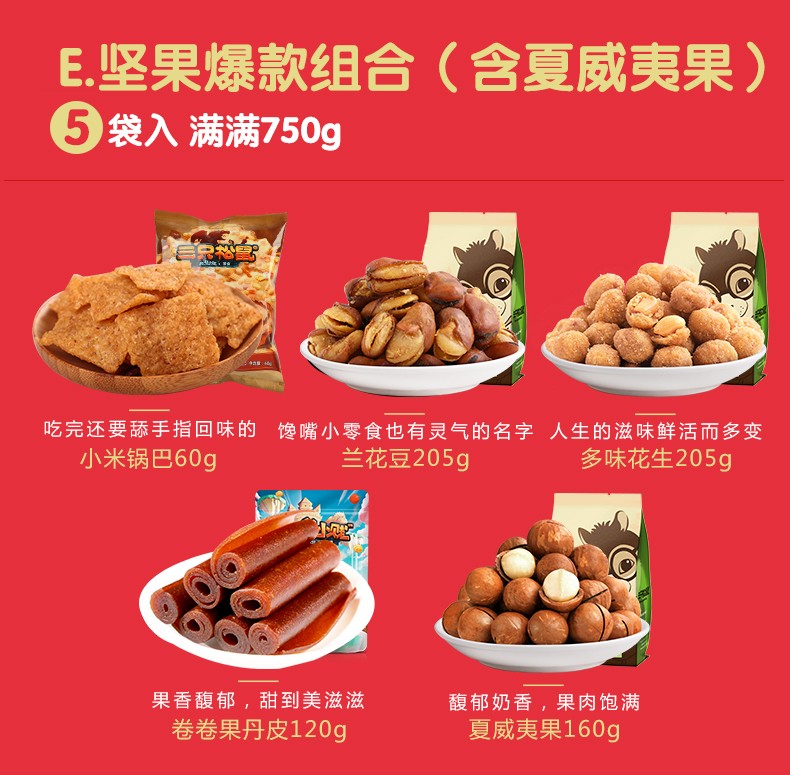 E.坚果爆款组合（含夏威夷果）
5袋入 满满750g
三只松鼠
吃完还要舔手指回味的
小米锅巴60g
馋嘴小零食也有灵气的名字
兰花豆205g
人生的滋味鲜活而多变
多味花生205g
果香馥郁，甜到美滋滋
卷卷果丹皮120g
馥郁奶香，果肉饱满
夏威夷果160g